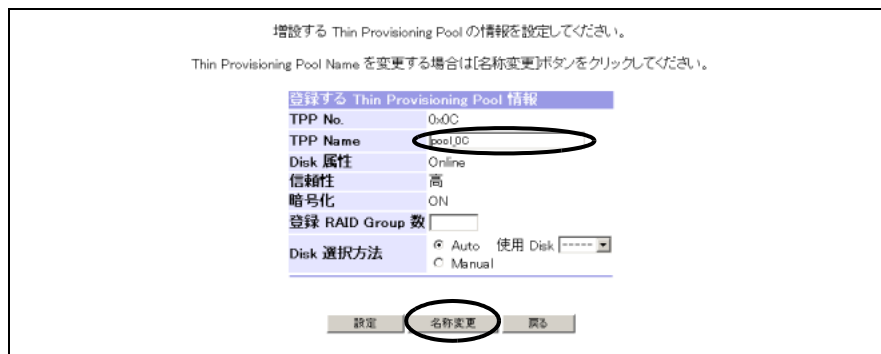 増設する Thin Provisioning Pool の情報を設定してください。
Thin Provisioning Pool Name を変更する場合は[名称変更]ボタンをクリックしてください。
登録する Thin Provisioning Pool 情報
TPP No. 0x0C
TPP Name pool_0C
Disk 属性 Online
信頼性 高
暗号化 ON
登録 RAID Group 数
Disk 選択方法 Auto 使用 Disk -----
Manual
設定 名称変更 戻る